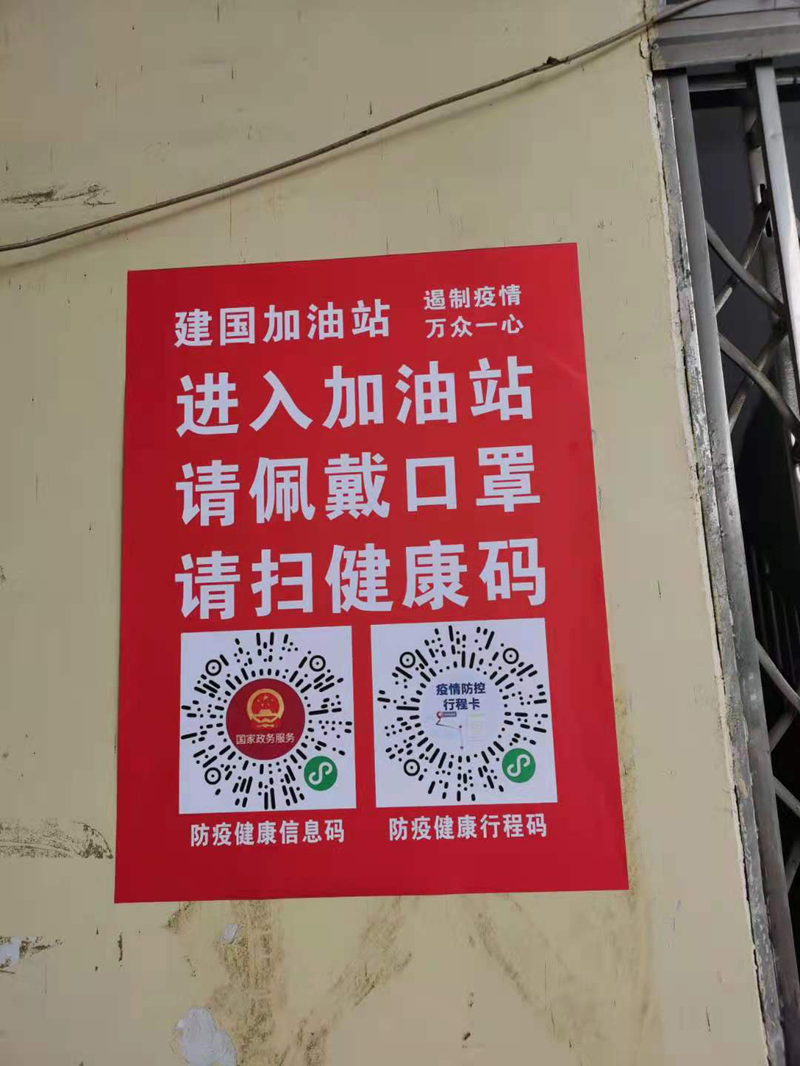 建国加油站
遏制疫情
万众一心
进入加油站
请佩戴口罩
请扫健康码
国家政务服务
疫情防控
行程卡
防疫健康信息码
防疫健康行程码